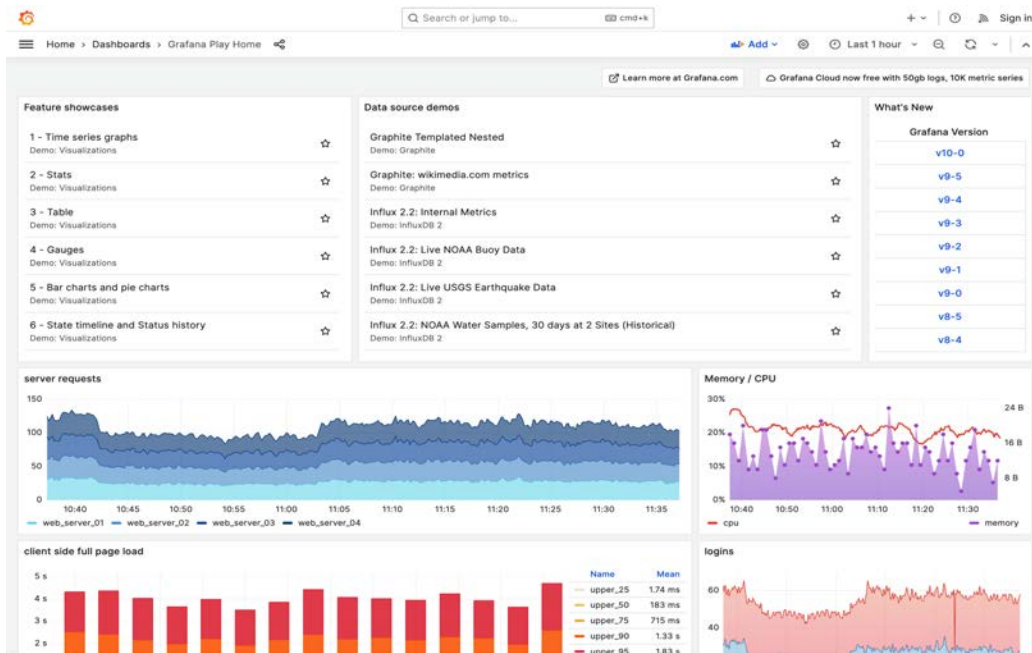 Search or jump to...
cmd+k
Sign in
Home > Dashboards > Grafana Play Home
Add
Last 1 hour
Learn more at Grafana.com
Grafana Cloud now free with 50gb logs, 10K metric series
Feature showcases
1 - Time series graphs
Demo: Visualizations
2 - Stats
Demo: Visualizations
3 - Table
Demo: Visualizations
4 - Gauges
Demo: Visualizations
5 - Bar charts and pie charts
Demo: Visualizations
6 - State timeline and Status history
Demo: Visualizations
Data source demos
Graphite Templated Nested
Demo: Graphite
Graphite: wikimedia.com metrics
Demo: Graphite
Influx 2.2: Internal Metrics
Demo: InfluxDB 2
Influx 2.2: Live NOAA Buoy Data
Demo: InfluxDB 2
Influx 2.2: Live USGS Earthquake Data
Demo: InfluxDB 2
Influx 2.2: NOAA Water Samples, 30 days at 2 Sites (Historical)
Demo: InfluxDB 2
What's New
Grafana Version
v10-0
v9-5
v9-4
v9-3
v9-2
v9-1
v9-0
v8-5
v8-4
server requests
150
100
50
0
10:40 10:45 10:50 10:55 11:00 11:05 11:10 11:15 11:20 11:25 11:30 11:35
web_server_01 web_server_02 web_server_03 web_server_04
Memory / CPU
30%
20%
10%
0%
24 B
16 B
8 B
10:40 10:50 11:00 11:10 11:20 11:30
cpu
memory
client side full page load
5 s
4 s
3 s
2 s
Name Mean
upper_25 1.74 ms
upper_50 183 ms
upper_75 715 ms
upper_90 1.33 s
upper_95 1.83 s
logins
60
40